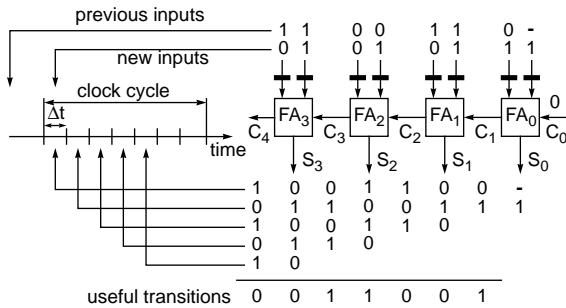 previous inputs 1 1 0 0 1 1 0 -
new inputs 0 1 0 0 1 1 1 1
clock cycle
Δt
time
C4 FA3 C3 FA2 C2 FA1 C1 FA0 0 C0
S3 S2 S1 S0
1 0 0 1 1 0 0 -
0 1 1 0 0 1 1 1
1 0 0 1 1 0
0 1 1 0
1 0
useful transitions 0 0 1 1 0 0 1